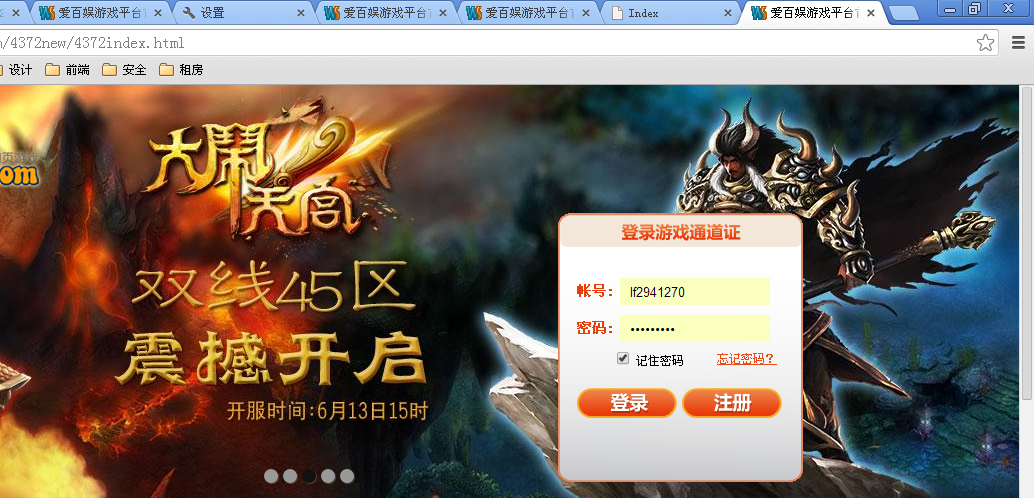 爱百娱游戏平台
设置
爱百娱游戏平台
爱百娱游戏平台
Index
爱百娱游戏平台
/4372new/4372index.html
设计
前端
安全
租房
om
大闹天宫
双线45区
震撼开启
开服时间:6月13日15时
登录游戏通道证
帐号: lf2941270
密码: •••••••••
记住密码 忘记密码?
登录 注册